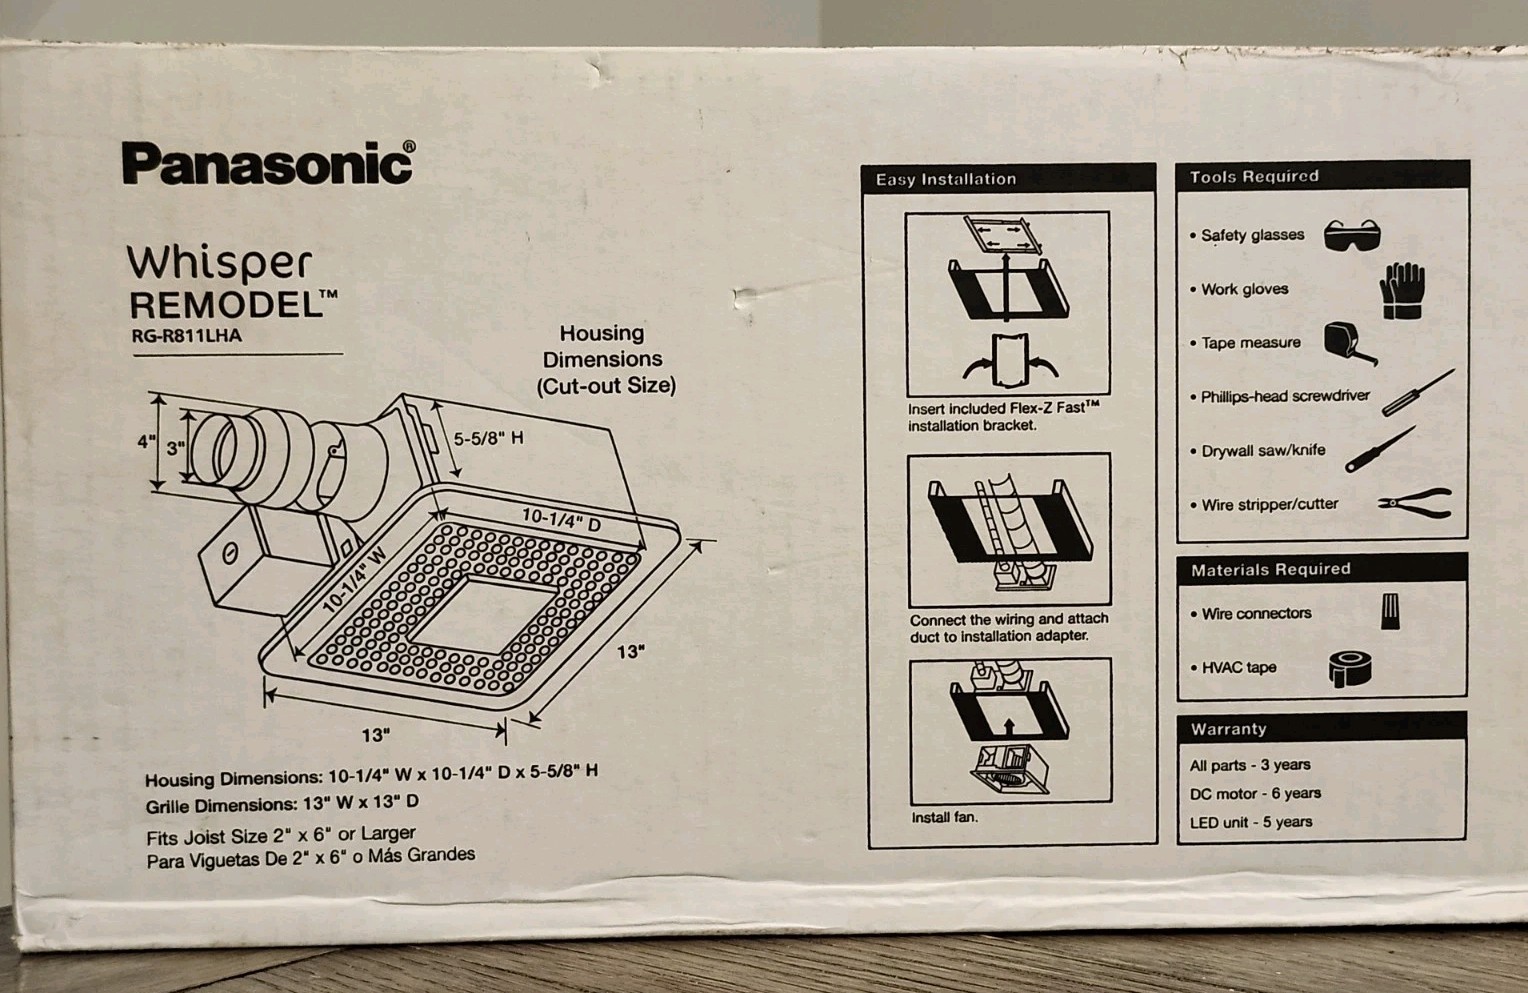 Panasonic®
Whisper
REMODEL™
RG-R811LHA
Housing
Dimensions
(Cut-out Size)
4"
3"
5-5/8" H
10-1/4" D
10-1/4" W
13"
13"
Housing Dimensions: 10-1/4" W x 10-1/4" D x 5-5/8" H
Grille Dimensions: 13" W x 13" D
Fits Joist Size 2" x 6" or Larger
Para Viguetas De 2" x 6" o Más Grandes
Easy Installation
Insert included Flex-Z Fast™
installation bracket.
Connect the wiring and attach
duct to installation adapter.
Install fan.
Tools Required
• Safety glasses
• Work gloves
• Tape measure
• Phillips-head screwdriver
• Drywall saw/knife
• Wire stripper/cutter
Materials Required
• Wire connectors
• HVAC tape
Warranty
All parts - 3 years
DC motor - 6 years
LED unit - 5 years